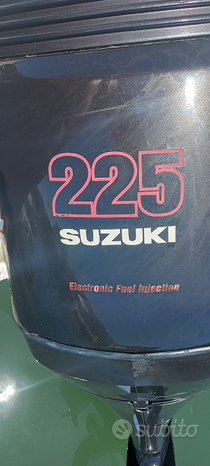 225
SUZUKI
Electronic Fuel Injection
subito